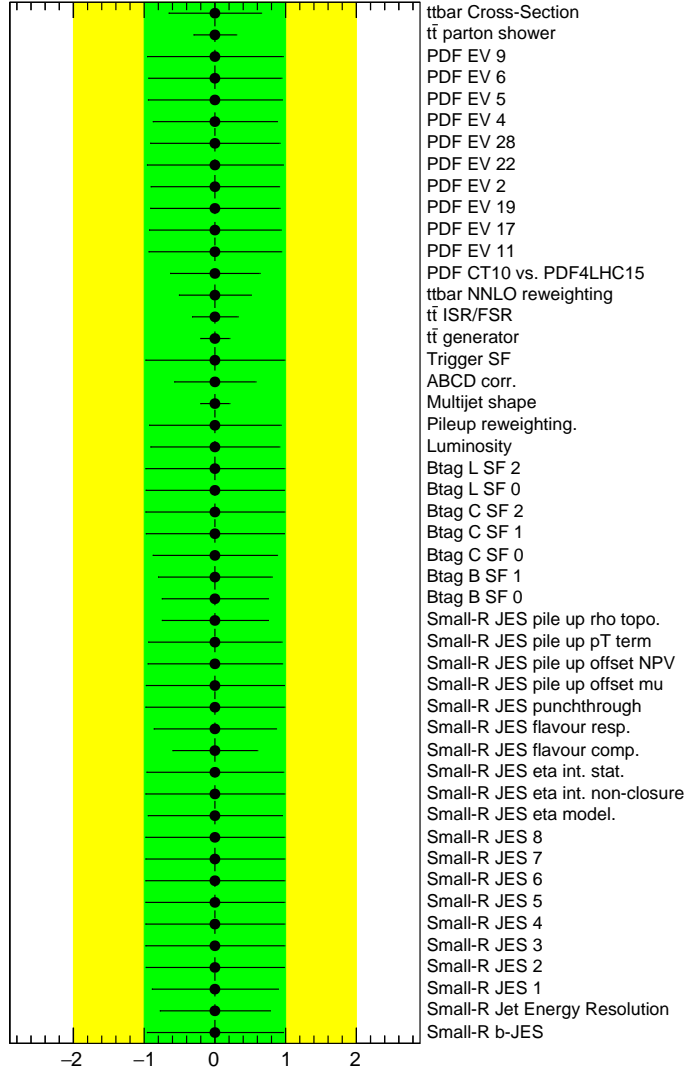 ttbar Cross-Section
tt̄ parton shower
PDF EV 9
PDF EV 6
PDF EV 5
PDF EV 4
PDF EV 28
PDF EV 22
PDF EV 2
PDF EV 19
PDF EV 17
PDF EV 11
PDF CT10 vs. PDF4LHC15
ttbar NNLO reweighting
tt̄ ISR/FSR
tt̄ generator
Trigger SF
ABCD corr.
Multijet shape
Pileup reweighting.
Luminosity
Btag L SF 2
Btag L SF 0
Btag C SF 2
Btag C SF 1
Btag C SF 0
Btag B SF 1
Btag B SF 0
Small-R JES pile up rho topo.
Small-R JES pile up pT term
Small-R JES pile up offset NPV
Small-R JES pile up offset mu
Small-R JES punchthrough
Small-R JES flavour resp.
Small-R JES flavour comp.
Small-R JES eta int. stat.
Small-R JES eta int. non-closure
Small-R JES eta model.
Small-R JES 8
Small-R JES 7
Small-R JES 6
Small-R JES 5
Small-R JES 4
Small-R JES 3
Small-R JES 2
Small-R JES 1
Small-R Jet Energy Resolution
Small-R b-JES
−2 −1 0 1 2